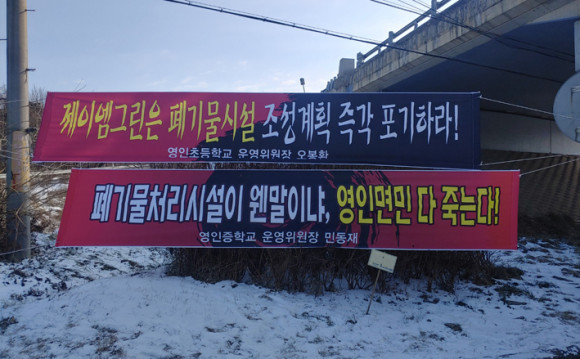 제이엠그린은 폐기물시설 조성계획 즉각 포기하라!
영인초등학교 운영위원장 오봉환
폐기물처리시설이 웬말이냐, 영인면민 다 죽는다!
영인중학교 운영위원장 민동재